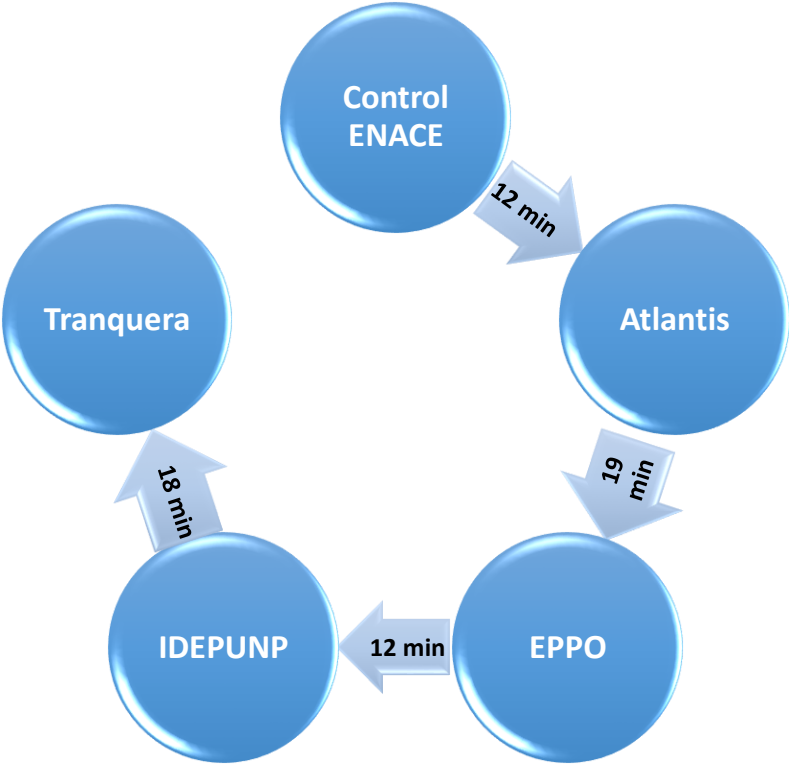 Control
ENACE
12 min
Atlantis
19
min
EPPO
12 min
IDEPUNP
18 min
Tranquera